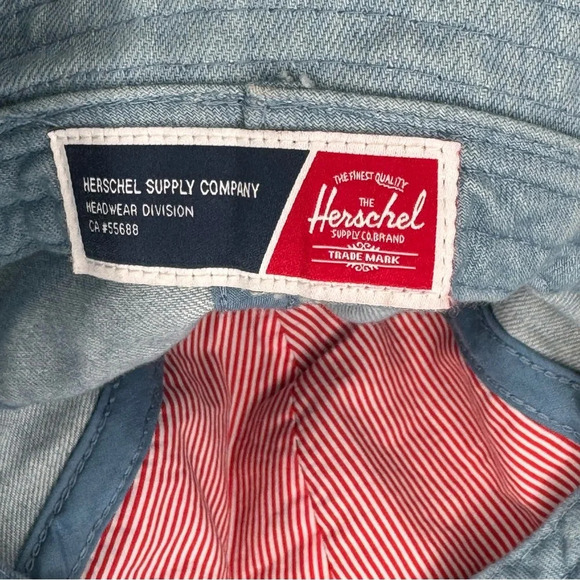 HERSCHEL SUPPLY COMPANY
HEADWEAR DIVISION
CA #55688
THE FINEST QUALITY
THE
Herschel
SUPPLY CO. BRAND
TRADE MARK